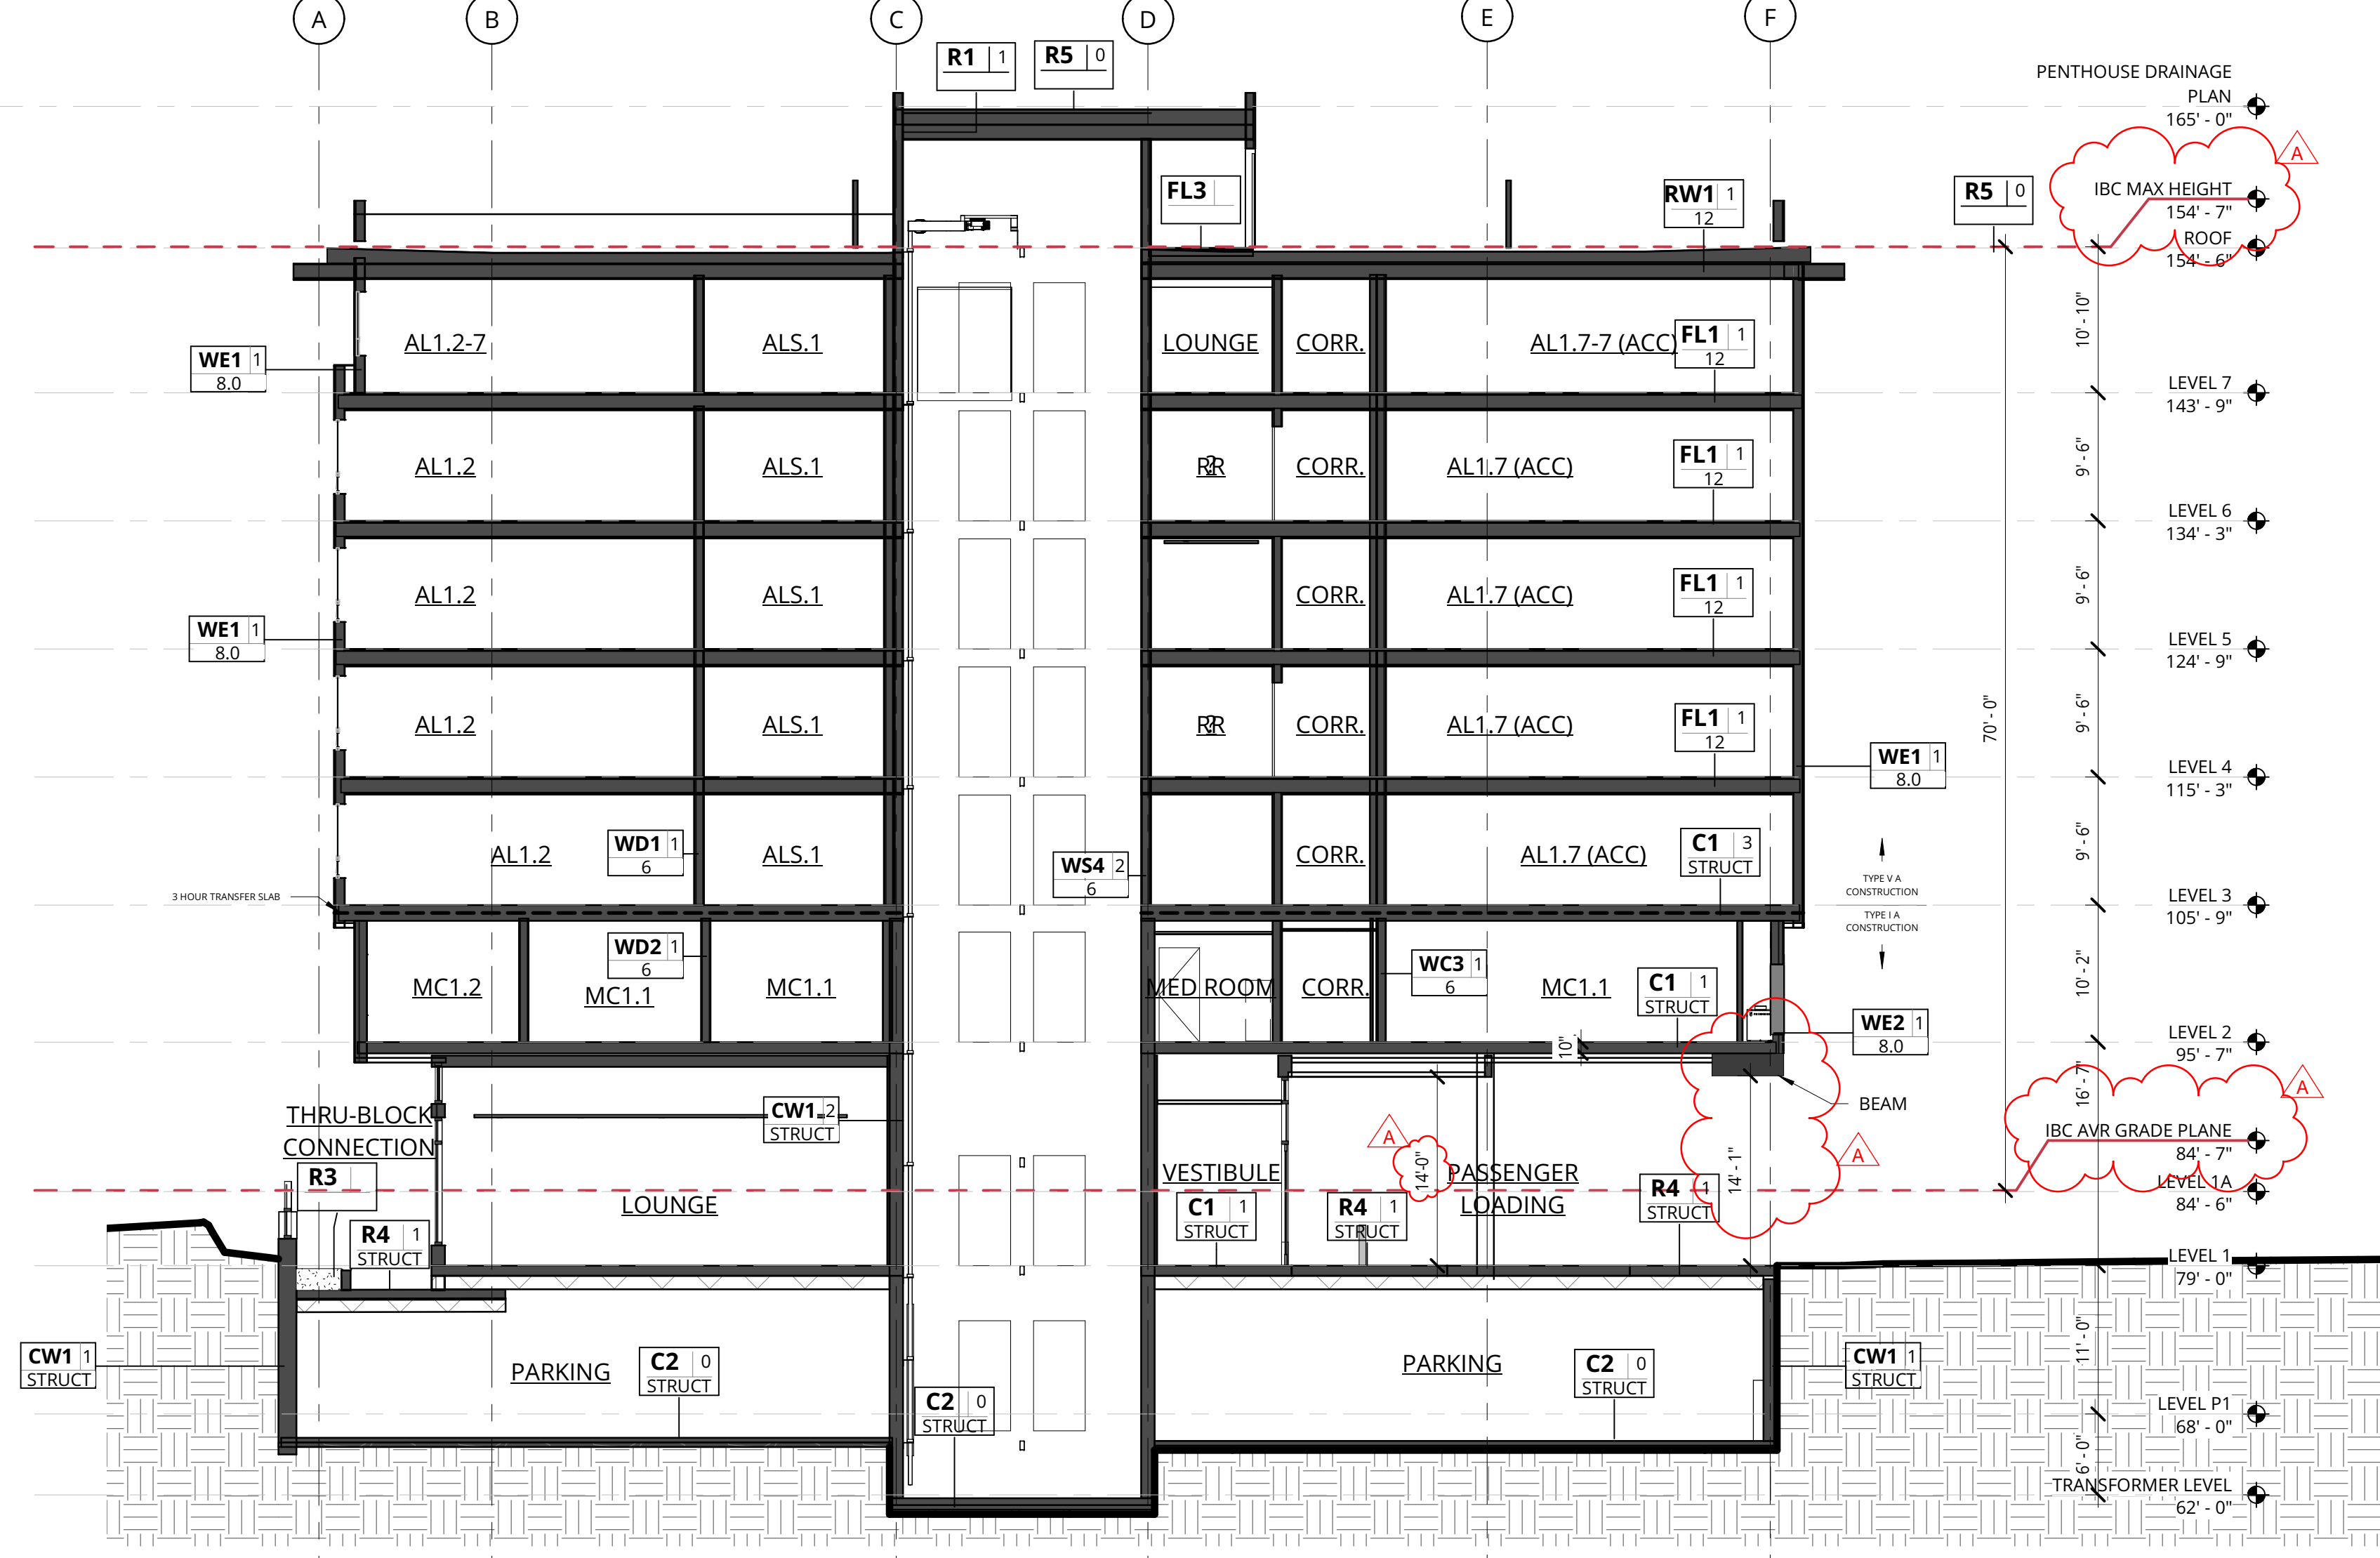 A
B
C
D
E
F
R1 1
R5 0
PENTHOUSE DRAINAGE
PLAN
165' - 0"
A
IBC MAX HEIGHT
154' - 7"
ROOF
154' - 6"
FL3
RW1 1
12
R5 0
10' - 10"
AL1.2-7
ALS.1
LOUNGE
CORR.
AL1.7-7 (ACC)
FL1 1
12
WE1 1
8.0
LEVEL 7
143' - 9"
9' - 6"
AL1.2
ALS.1
RR
2
CORR.
AL1.7 (ACC)
FL1 1
12
LEVEL 6
134' - 3"
9' - 6"
AL1.2
ALS.1
CORR.
AL1.7 (ACC)
FL1 1
12
WE1 1
8.0
LEVEL 5
124' - 9"
9' - 6"
70' - 0"
AL1.2
ALS.1
RR
2
CORR.
AL1.7 (ACC)
FL1 1
12
WE1 1
8.0
LEVEL 4
115' - 3"
9' - 6"
AL1.2
WD1 1
6
ALS.1
WS4 2
6
CORR.
AL1.7 (ACC)
C1 3
STRUCT
TYPE V A
CONSTRUCTION
TYPE I A
CONSTRUCTION
3 HOUR TRANSFER SLAB
LEVEL 3
105' - 9"
10' - 2"
MC1.2
WD2 1
6
MC1.1
MC1.1
MED ROOM
CORR.
WC3 1
6
MC1.1
C1 1
STRUCT
WE2 1
8.0
10"
LEVEL 2
95' - 7"
16' - 7"
A
BEAM
THRU-BLOCK
CONNECTION
CW1 2
STRUCT
A
IBC AVR GRADE PLANE
84' - 7"
A
14'-0"
14' - 1"
VESTIBULE
PASSENGER
LOADING
R3
LOUNGE
C1 1
STRUCT
R4 1
STRUCT
R4 1
STRUCT
LEVEL 1A
84' - 6"
R4 1
STRUCT
LEVEL 1
79' - 0"
11' - 0"
CW1 1
STRUCT
PARKING
C2 0
STRUCT
C2 0
STRUCT
PARKING
C2 0
STRUCT
CW1 1
STRUCT
LEVEL P1
68' - 0"
6' - 0"
TRANSFORMER LEVEL
62' - 0"